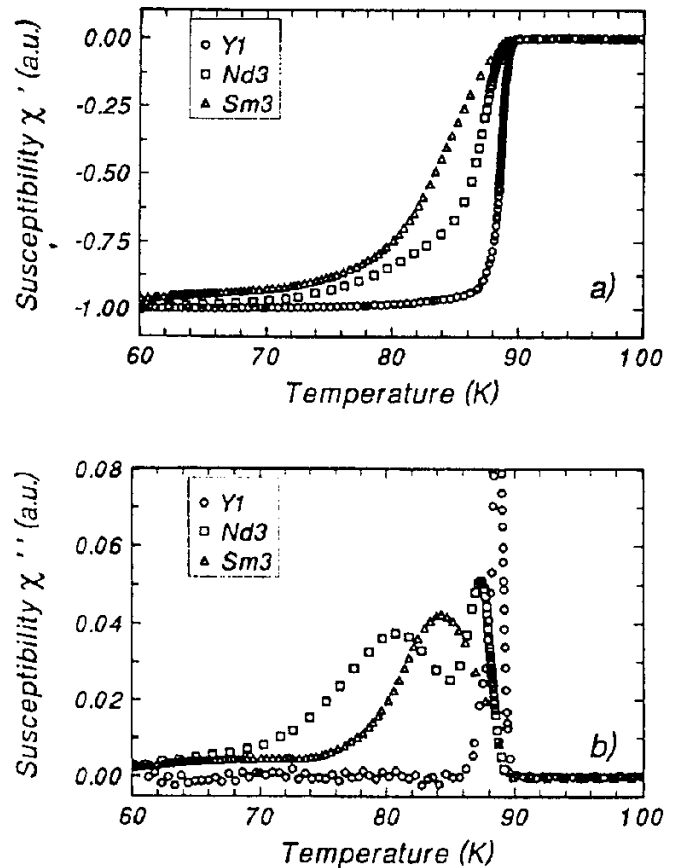 Susceptibility χ' (a.u.)
0.00
-0.25
-0.50
-0.75
-1.00
Y1
Nd3
Sm3
a)
60 70 80 90 100
Temperature (K)
Susceptibility χ'' (a.u.)
0.08
0.06
0.04
0.02
0.00
Y1
Nd3
Sm3
b)
60 70 80 90 100
Temperature (K)